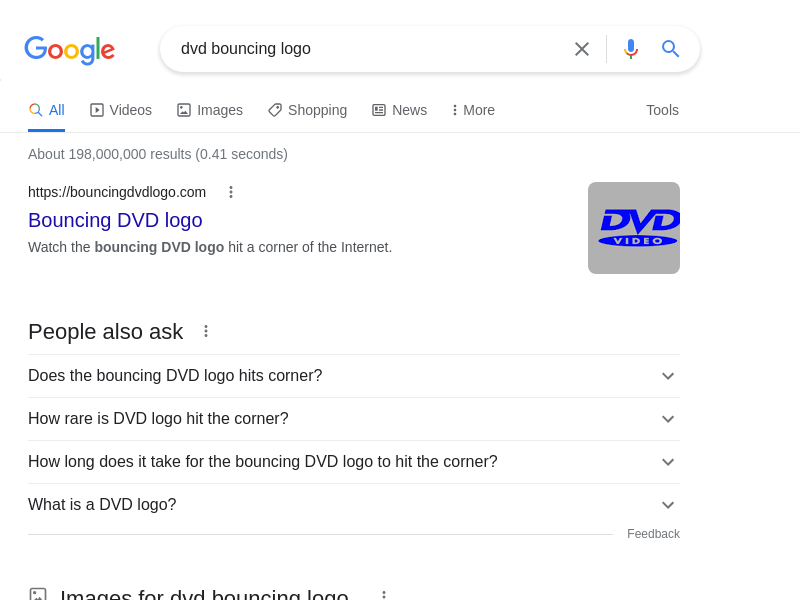 Google
dvd bouncing logo
All Videos Images Shopping News More Tools
About 198,000,000 results (0.41 seconds)
https://bouncingdvdlogo.com
Bouncing DVD logo
Watch the bouncing DVD logo hit a corner of the Internet.
DVD
VIDEO
People also ask
Does the bouncing DVD logo hits corner?
How rare is DVD logo hit the corner?
How long does it take for the bouncing DVD logo to hit the corner?
What is a DVD logo?
Feedback
Images for dvd bouncing logo